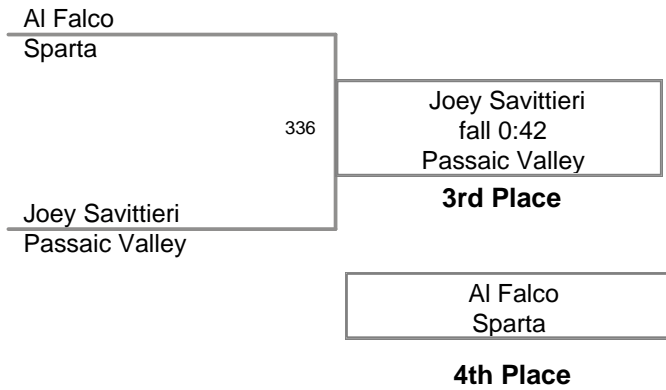 Al Falco
Sparta
336
Joey Savittieri
fall 0:42
Passaic Valley
3rd Place
Joey Savittieri
Passaic Valley
Al Falco
Sparta
4th Place